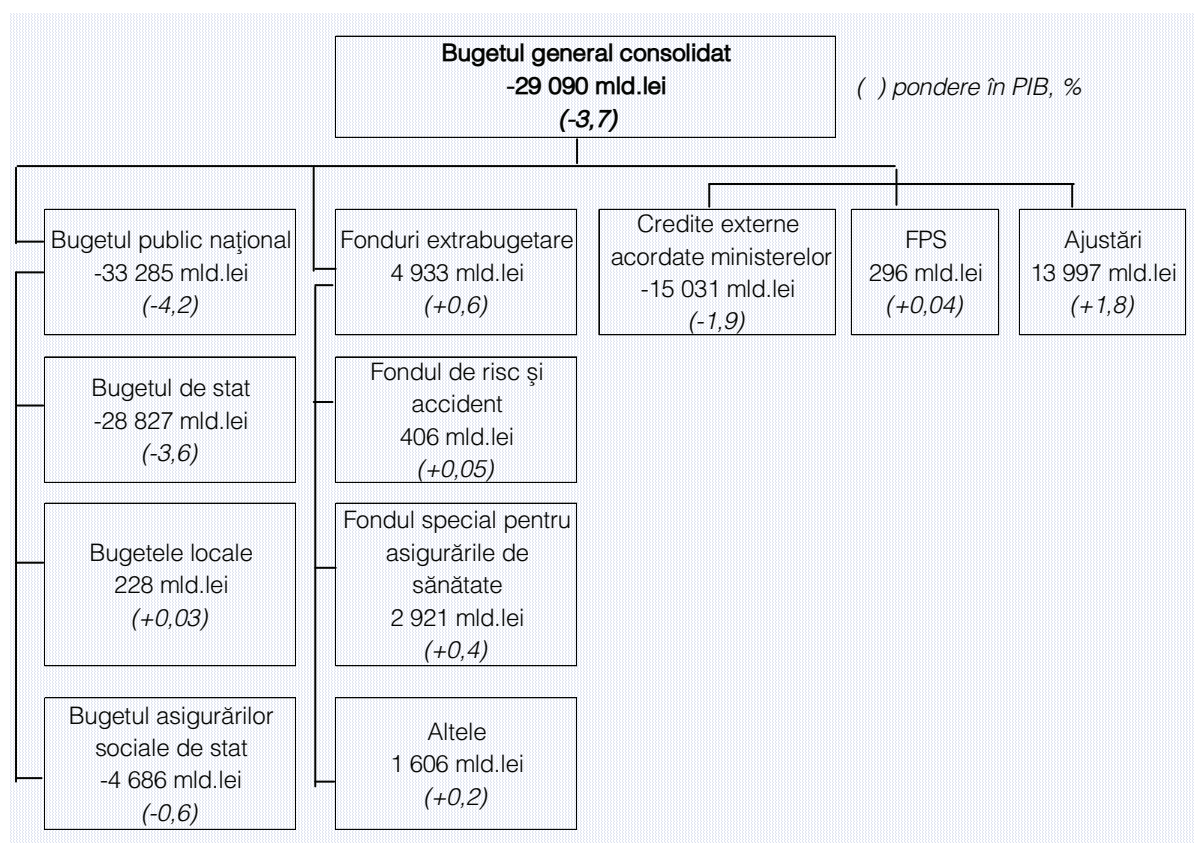 Bugetul general consolidat
-29 090 mld.lei
(-3,7)
( ) pondere în PIB, %
Bugetul public naţional
-33 285 mld.lei
(-4,2)
Fonduri extrabugetare
4 933 mld.lei
(+0,6)
Credite externe
acordate ministerelor
-15 031 mld.lei
(-1,9)
FPS
296 mld.lei
(+0,04)
Ajustări
13 997 mld.lei
(+1,8)
Bugetul de stat
-28 827 mld.lei
(-3,6)
Fondul de risc şi
accident
406 mld.lei
(+0,05)
Bugetele locale
228 mld.lei
(+0,03)
Fondul special pentru
asigurările de
sănătate
2 921 mld.lei
(+0,4)
Bugetul asigurărilor
sociale de stat
-4 686 mld.lei
(-0,6)
Altele
1 606 mld.lei
(+0,2)